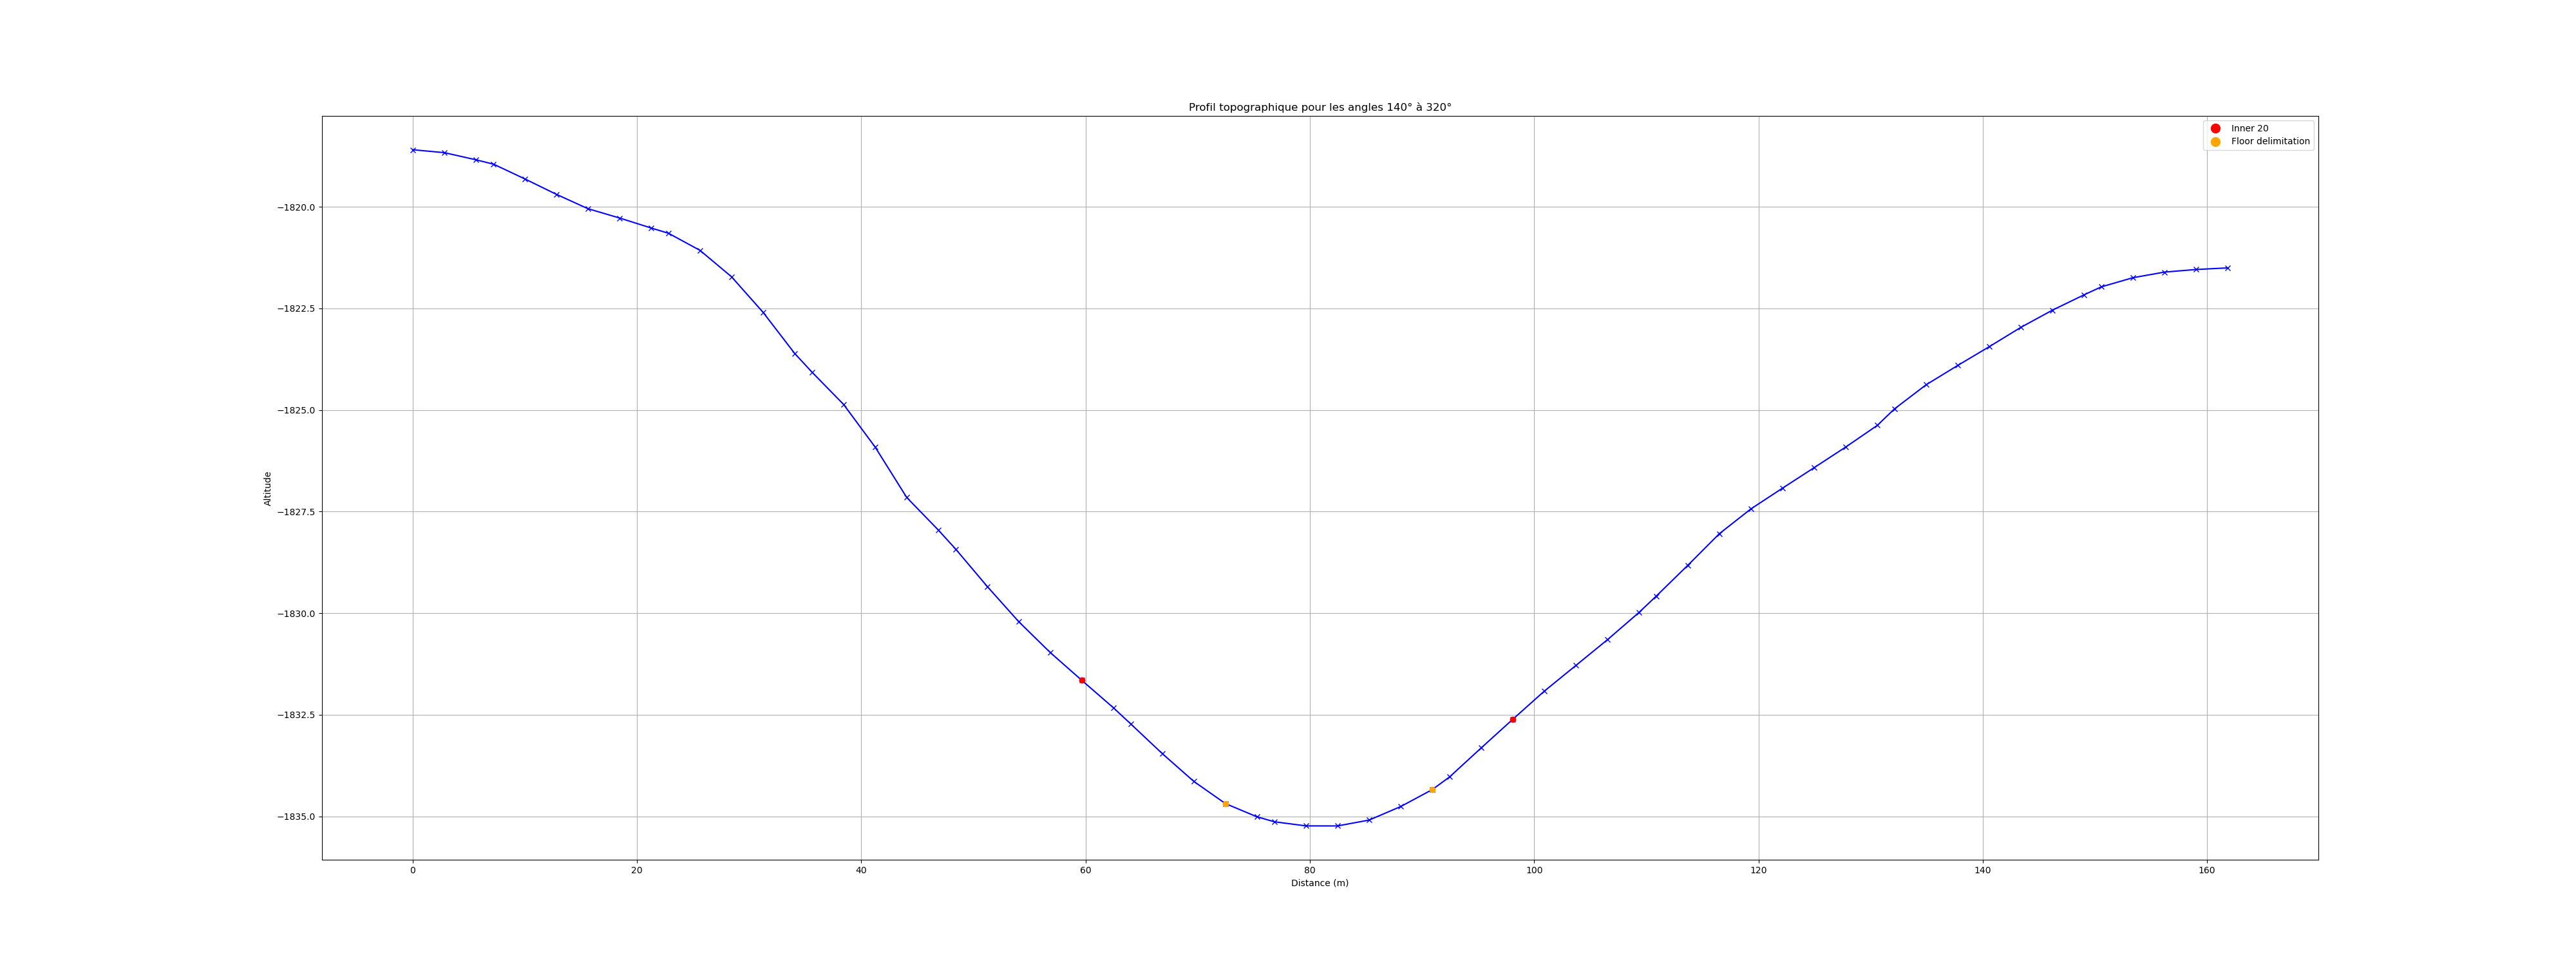 Profil topographique pour les angles 140° à 320°
Inner 20
Floor delimitation
−1820.0
−1822.5
−1825.0
−1827.5
−1830.0
−1832.5
−1835.0
Altitude
0 20 40 60 80 100 120 140 160
Distance (m)